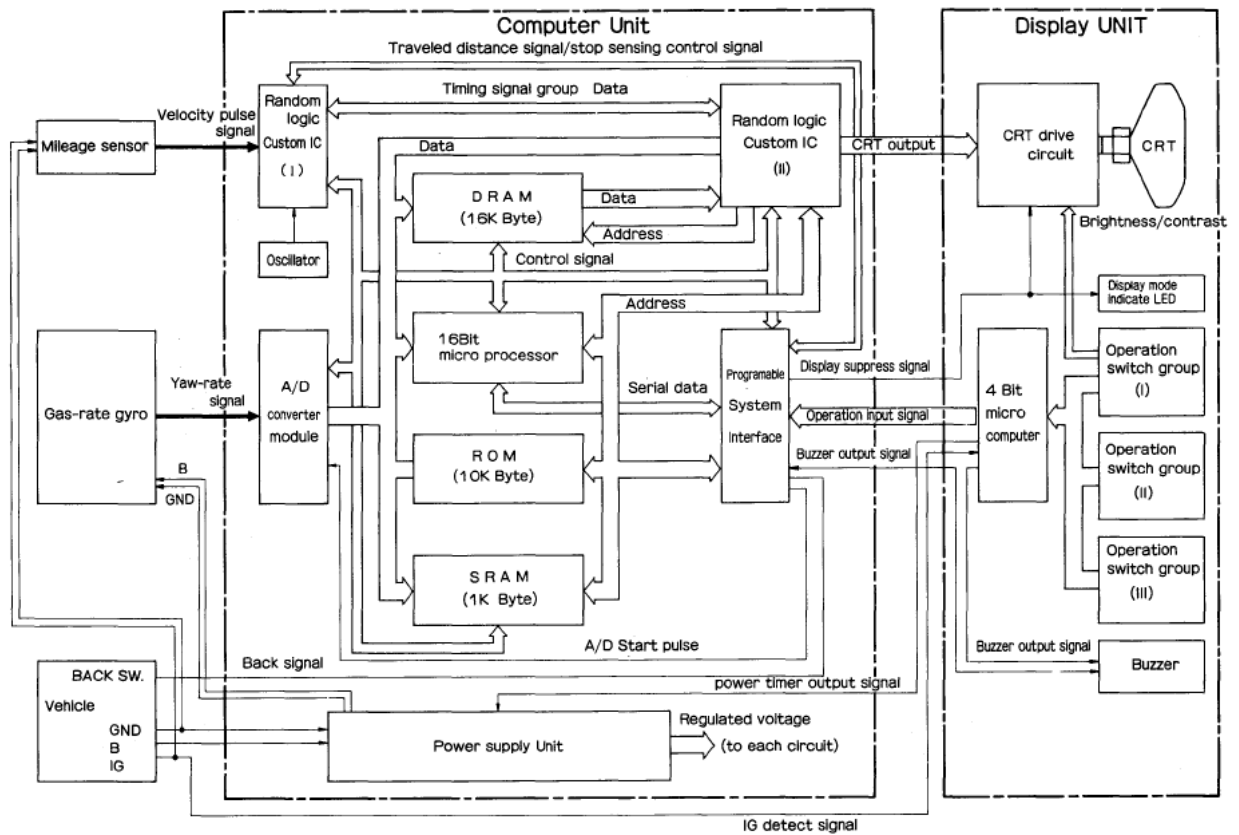 Computer Unit
Display UNIT
Traveled distance signal/stop sensing control signal
Random
logic
Custom IC
(I)
Timing signal group Data
Random logic
Custom IC
(II)
CRT drive
circuit
CRT
Velocity pulse
signal
Mileage sensor
Data
CRT output
DRAM
(16K Byte)
Data
Address
Brightness/contrast
Oscillator
Control signal
Display mode
Indicate LED
Address
Gas-rate gyro
Yaw-rate
signal
A/D
converter
module
16Bit
micro processor
Serial data
Programable
System
Interface
Display suppress signal
Operation input signal
Buzzer output signal
4 Bit
micro
computer
Operation
switch group
(I)
Operation
switch group
(II)
Operation
switch group
(III)
B
GND
ROM
(10K Byte)
SRAM
(1K Byte)
A/D Start pulse
Back signal
Buzzer output signal
Buzzer
power timer output signal
BACK SW.
Vehicle
GND
B
IG
Power supply Unit
Regulated voltage
(to each circuit)
IG detect signal